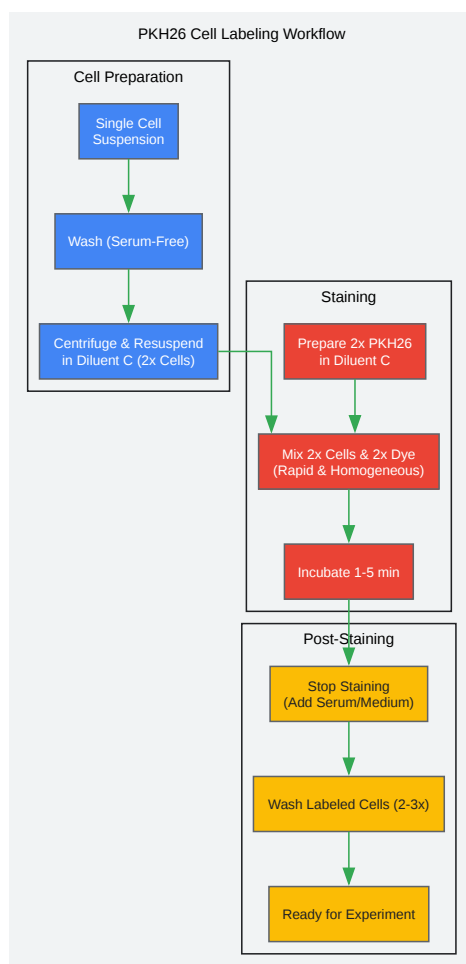 PKH26 Cell Labeling Workflow
Cell Preparation
Single Cell
Suspension
Wash (Serum-Free)
Centrifuge & Resuspend
in Diluent C (2x Cells)
Staining
Prepare 2x PKH26
in Diluent C
Mix 2x Cells & 2x Dye
(Rapid & Homogeneous)
Incubate 1-5 min
Post-Staining
Stop Staining
(Add Serum/Medium)
Wash Labeled Cells (2-3x)
Ready for Experiment